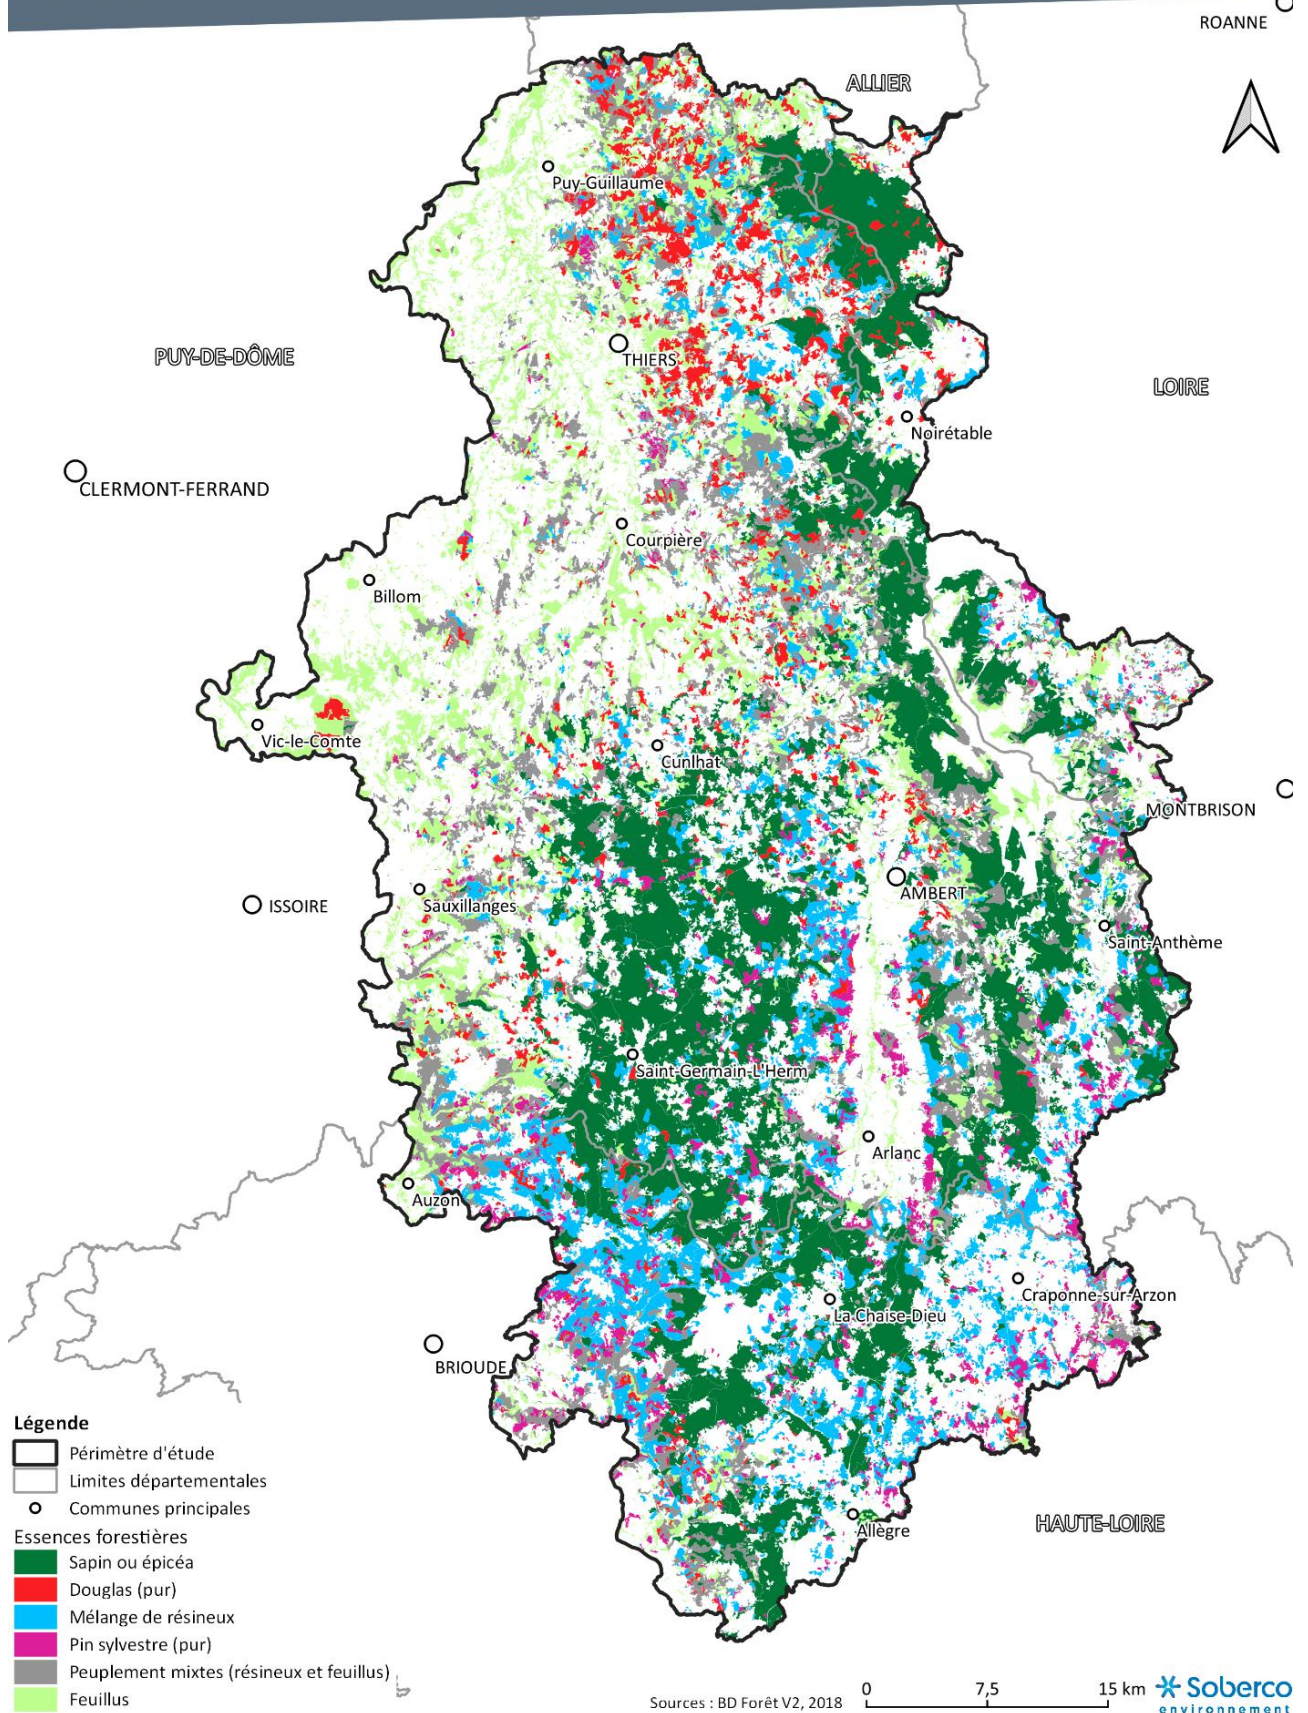 ROANNE
ALLIER
Puy-Guillaume
PUY-DE-DÔME
THIERS
LOIRE
Noirétable
CLERMONT-FERRAND
Courpière
Billom
Vic-le-Comte
Cunlhat
MONTBRISON
AMBERT
ISSOIRE
Sauxillanges
Saint-Anthème
Saint-Germain-L'Herm
Arlanc
Auzon
Craponne-sur-Arzon
La Chaise-Dieu
BRIOUDE
Légende
Périmètre d'étude
Limites départementales
Communes principales
Essences forestières
Sapin ou épicéa
Douglas (pur)
Mélange de résineux
Pin sylvestre (pur)
Peuplement mixtes (résineux et feuillus)
Feuillus
Allègre
HAUTE-LOIRE
Sources : BD Forêt V2, 2018
0 7,5 15 km
Soberco
environnement